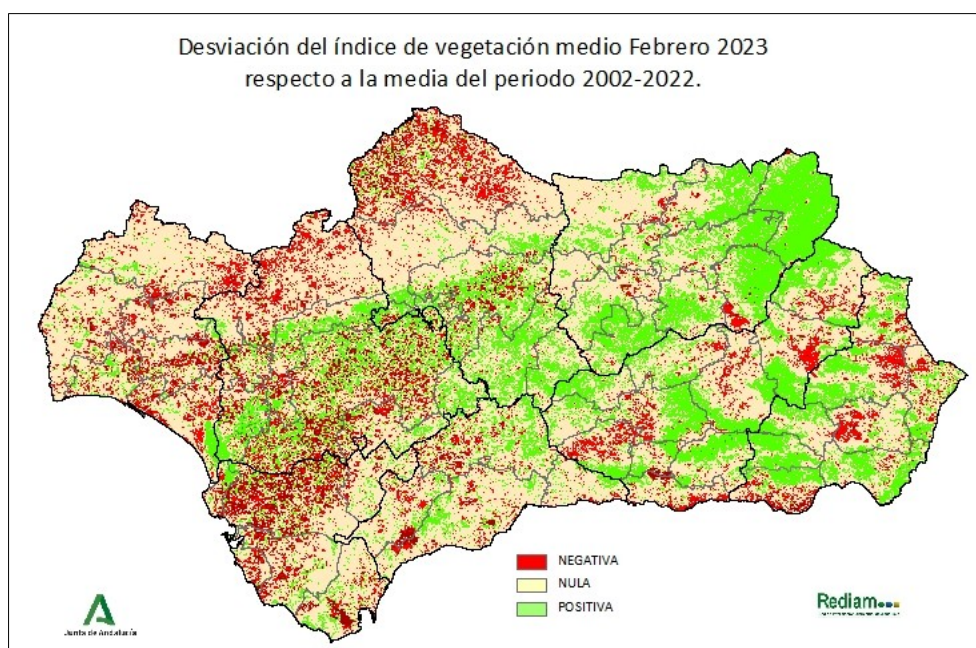 Desviación del índice de vegetación medio Febrero 2023
respecto a la media del periodo 2002-2022.
NEGATIVA
NULA
POSITIVA
Junta de Andalucía
Rediam